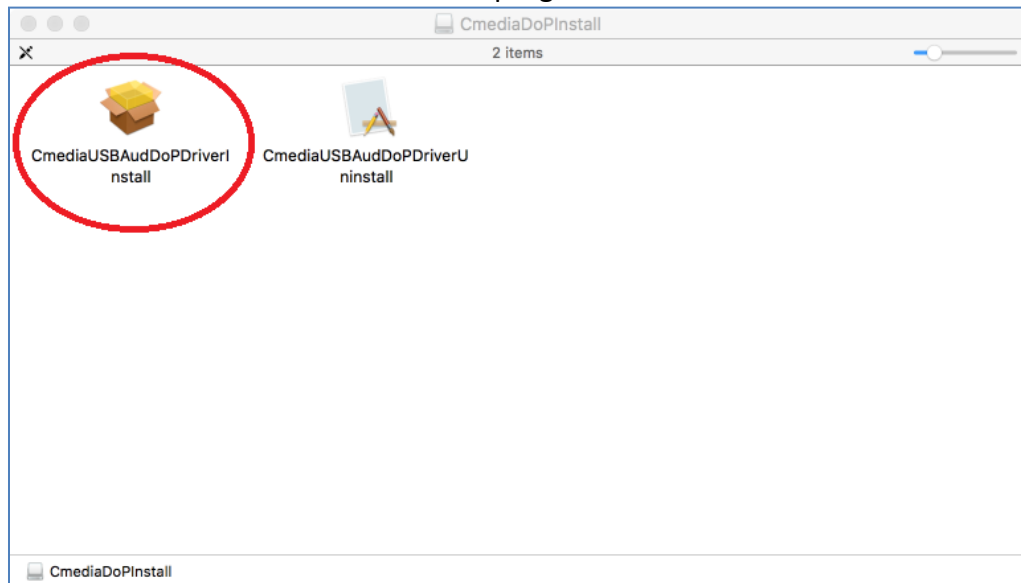 CmediaDoPInstall
2 items
CmediaUSBAudDoPDriverI
nstall
CmediaUSBAudDoPDriverU
ninstall
CmediaDoPInstall